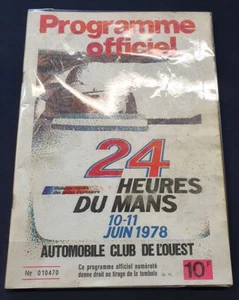 Programme
officiel
24
HEURES
DU MANS
10-11
JUIN 1978
AUTOMOBILE CLUB DE L'OUEST
Nº 010470
Ce programme officiel numéroté
donne droit au tirage de la tombola
10F